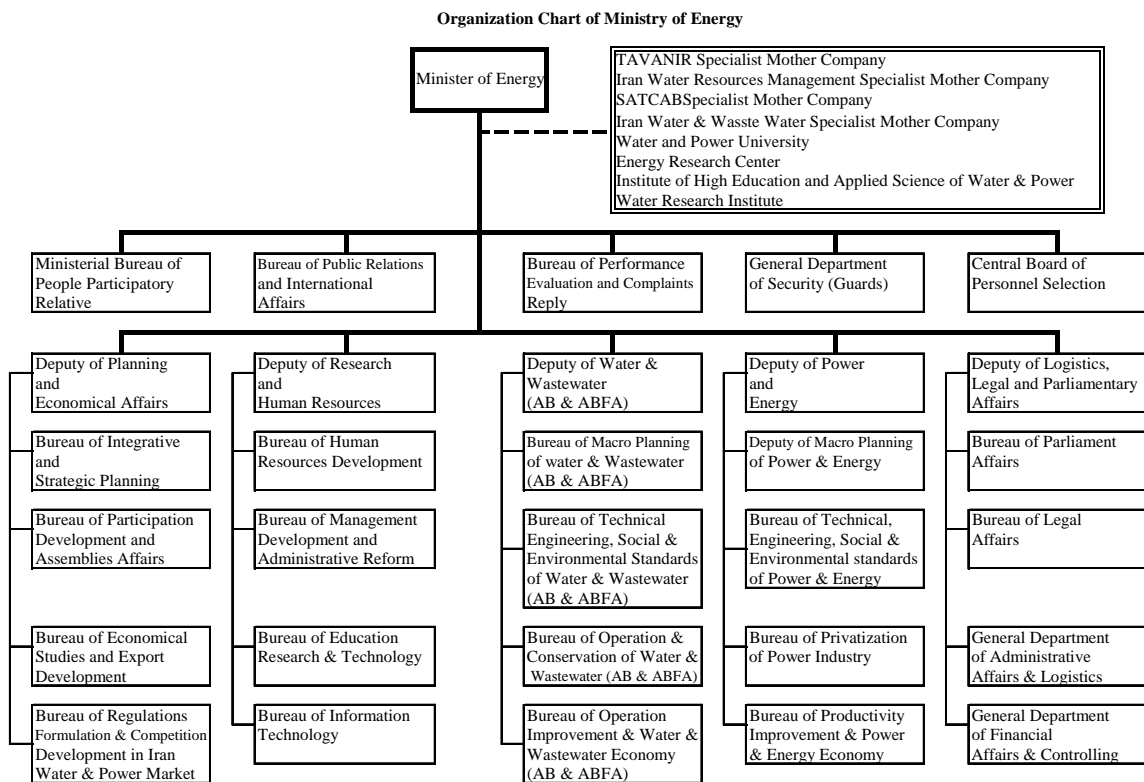 Organization Chart of Ministry of Energy
Minister of Energy
TAVANIR Specialist Mother Company
Iran Water Resources Management Specialist Mother Company
SATCABSpecialist Mother Company
Iran Water & Wasste Water Specialist Mother Company
Water and Power University
Energy Research Center
Institute of High Education and Applied Science of Water & Power
Water Research Institute
Ministerial Bureau of
People Participatory
Relative
Bureau of Public Relations
and International
Affairs
Bureau of Performance
Evaluation and Complaints
Reply
General Department
of Security (Guards)
Central Board of
Personnel Selection
Deputy of Planning
and
Economical Affairs
Deputy of Research
and
Human Resources
Deputy of Water &
Wastewater
(AB & ABFA)
Deputy of Power
and
Energy
Deputy of Logistics,
Legal and Parliamentary
Affairs
Bureau of Integrative
and
Strategic Planning
Bureau of Human
Resources Development
Bureau of Macro Planning
of water & Wastewater
(AB & ABFA)
Deputy of Macro Planning
of Power & Energy
Bureau of Parliament
Affairs
Bureau of Participation
Development and
Assemblies Affairs
Bureau of Management
Development and
Administrative Reform
Bureau of Technical
Engineering, Social &
Environmental Standards
of Water & Wastewater
(AB & ABFA)
Bureau of Technical,
Engineering, Social &
Environmental standards
of Power & Energy
Bureau of Legal
Affairs
Bureau of Economical
Studies and Export
Development
Bureau of Education
Research & Technology
Bureau of Operation &
Conservation of Water &
Wastewater (AB & ABFA)
Bureau of Privatization
of Power Industry
General Department
of Administrative
Affairs & Logistics
Bureau of Regulations
Formulation & Competition
Development in Iran
Water & Power Market
Bureau of Information
Technology
Bureau of Operation
Improvement & Water &
Wastewater Economy
(AB & ABFA)
Bureau of Productivity
Improvement & Power
& Energy Economy
General Department
of Financial
Affairs & Controlling